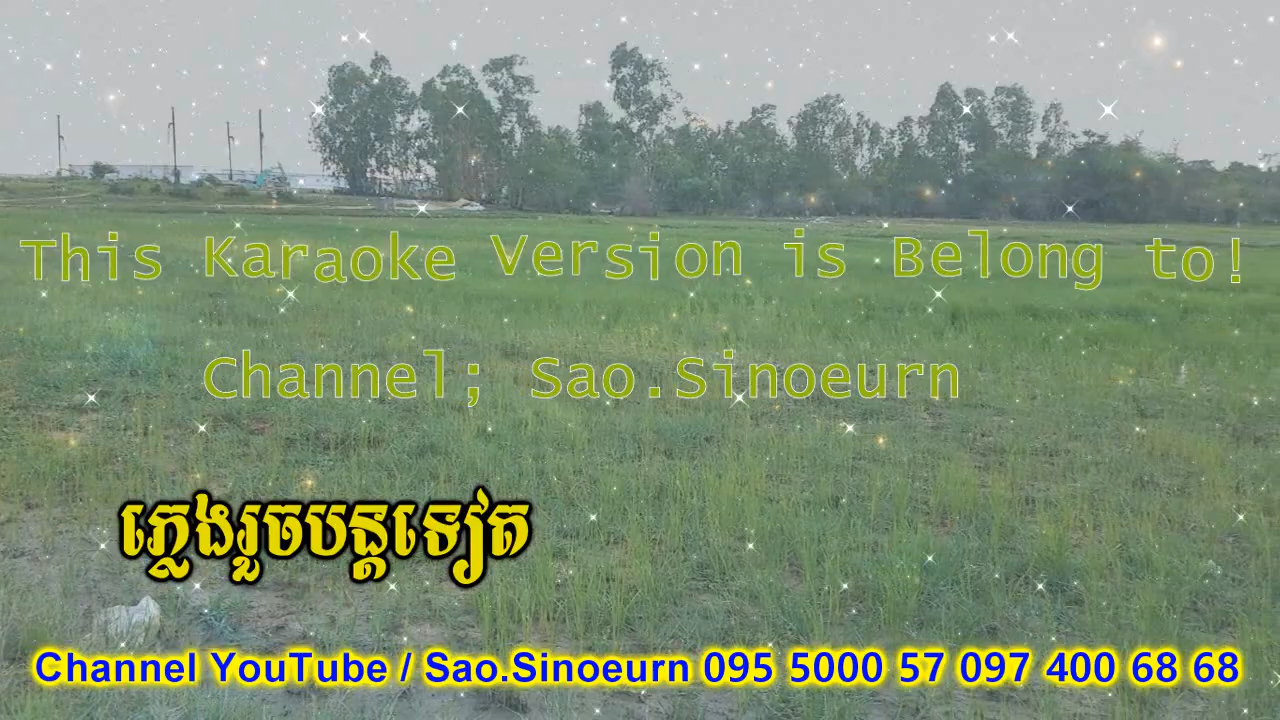 This Karaoke Version is Belong to!
Channel; Sao.Sinoeurn
ភ្លេងរួចបន្តទៀត
Channel YouTube / Sao.Sinoeurn 095 5000 57 097 400 68 68